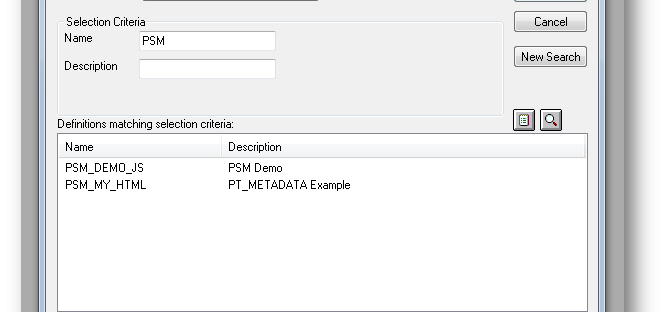 Selection Criteria
Cancel
Name PSM
New Search
Description
Definitions matching selection criteria:
Name Description
PSM_DEMO_JS PSM Demo
PSM_MY_HTML PT_METADATA Example